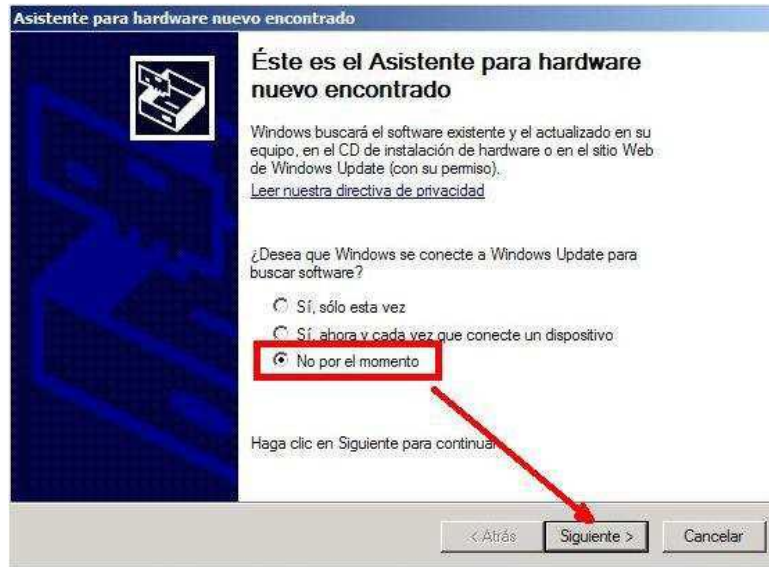 Asistente para hardware nuevo encontrado
Éste es el Asistente para hardware
nuevo encontrado
Windows buscará el software existente y el actualizado en su
equipo, en el CD de instalación de hardware o en el sitio Web
de Windows Update (con su permiso).
Leer nuestra directiva de privacidad
¿Desea que Windows se conecte a Windows Update para
buscar software?
Sí, sólo esta vez
Sí, ahora y cada vez que conecte un dispositivo
No por el momento
Haga clic en Siguiente para continuar.
< Atrás
Siguiente >
Cancelar